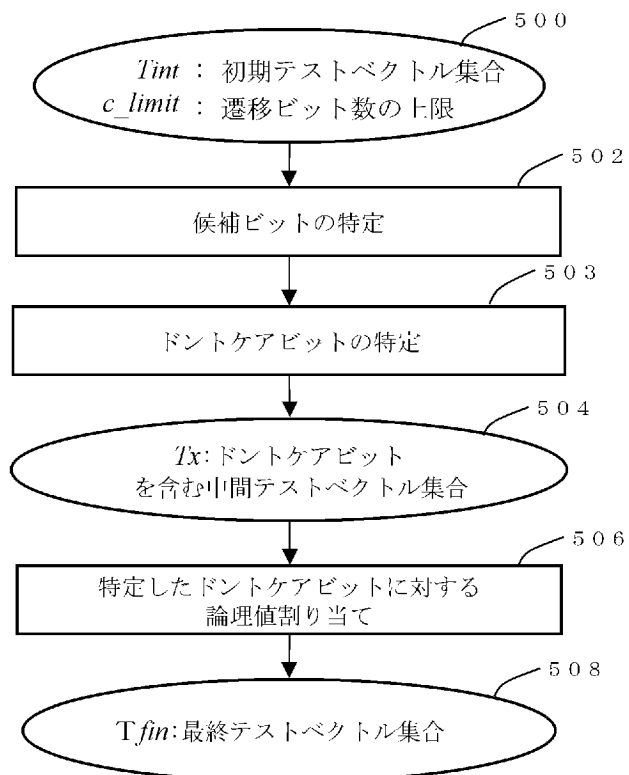 ５００
Tint : 初期テストベクトル集合
c_limit : 遷移ビット数の上限
５０２
候補ビットの特定
５０３
ドントケアビットの特定
５０４
Tx:ドントケアビット
を含む中間テストベクトル集合
５０６
特定したドントケアビットに対する
論理値割り当て
５０８
Tfin:最終テストベクトル集合